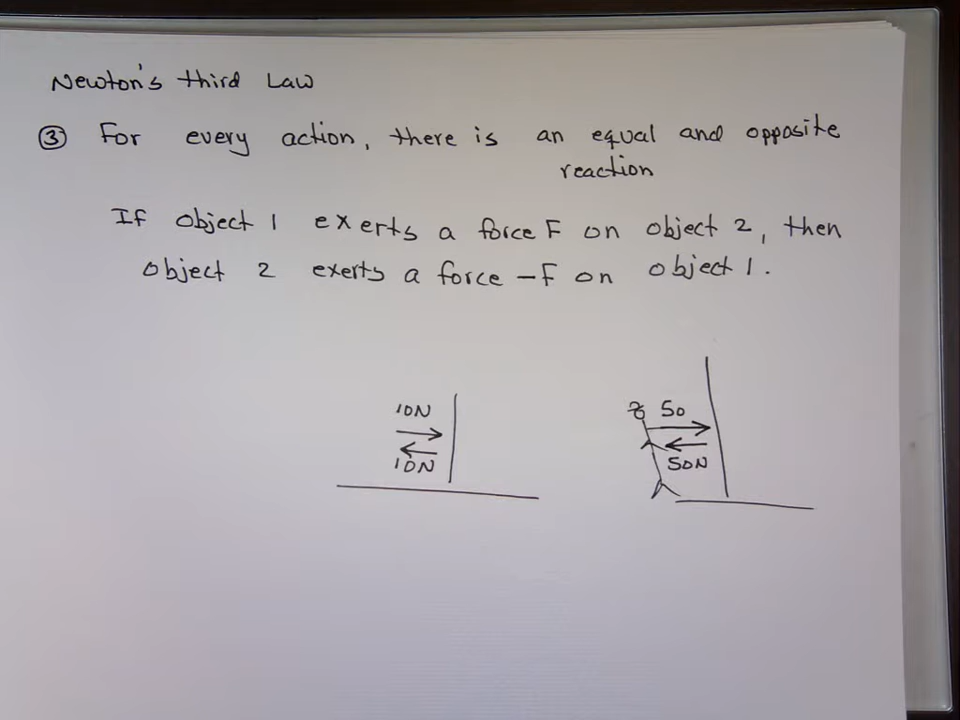 Newton's third Law
③ For every action, there is an equal and opposite
reaction
If object 1 exerts a force F on object 2, then
object 2 exerts a force -F on object 1.
10N
10N
50
50N